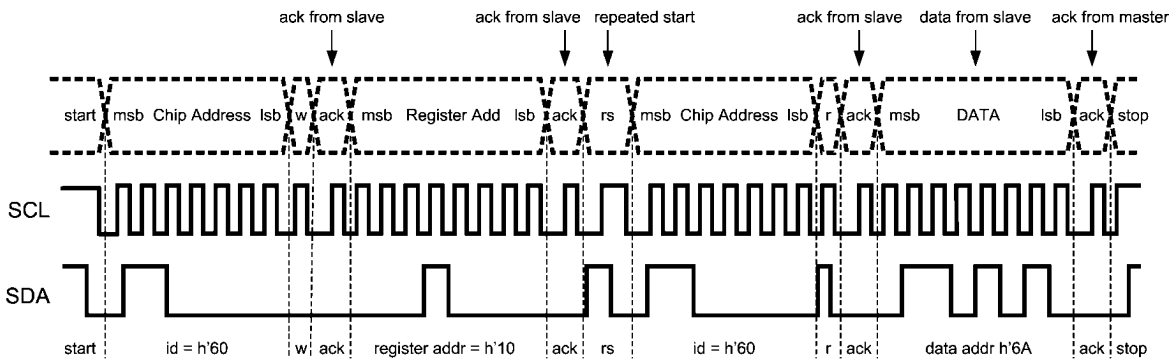 ack from slave ack from slave repeated start ack from slave data from slave ack from master
start msb Chip Address lsb w ack msb Register Add lsb ack rs msb Chip Address lsb r ack msb DATA lsb ack stop
SCL
SDA
start id = h'60 w ack register addr = h'10 ack rs id = h'60 r ack data addr h'6A ack stop